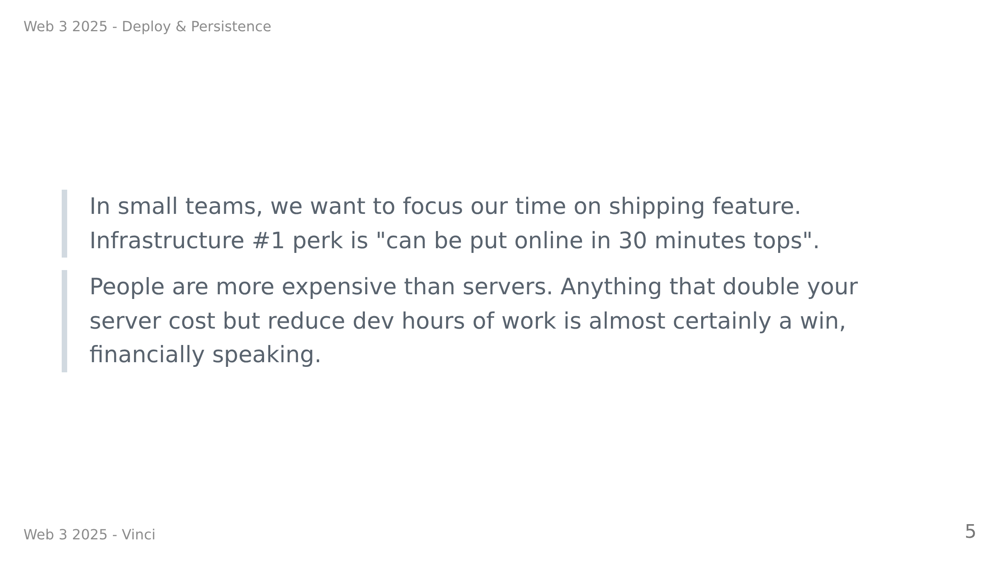 Web 3 2025 - Deploy & Persistence
In small teams, we want to focus our time on shipping feature.
Infrastructure #1 perk is "can be put online in 30 minutes tops".
People are more expensive than servers. Anything that double your
server cost but reduce dev hours of work is almost certainly a win,
financially speaking.
Web 3 2025 - Vinci
5